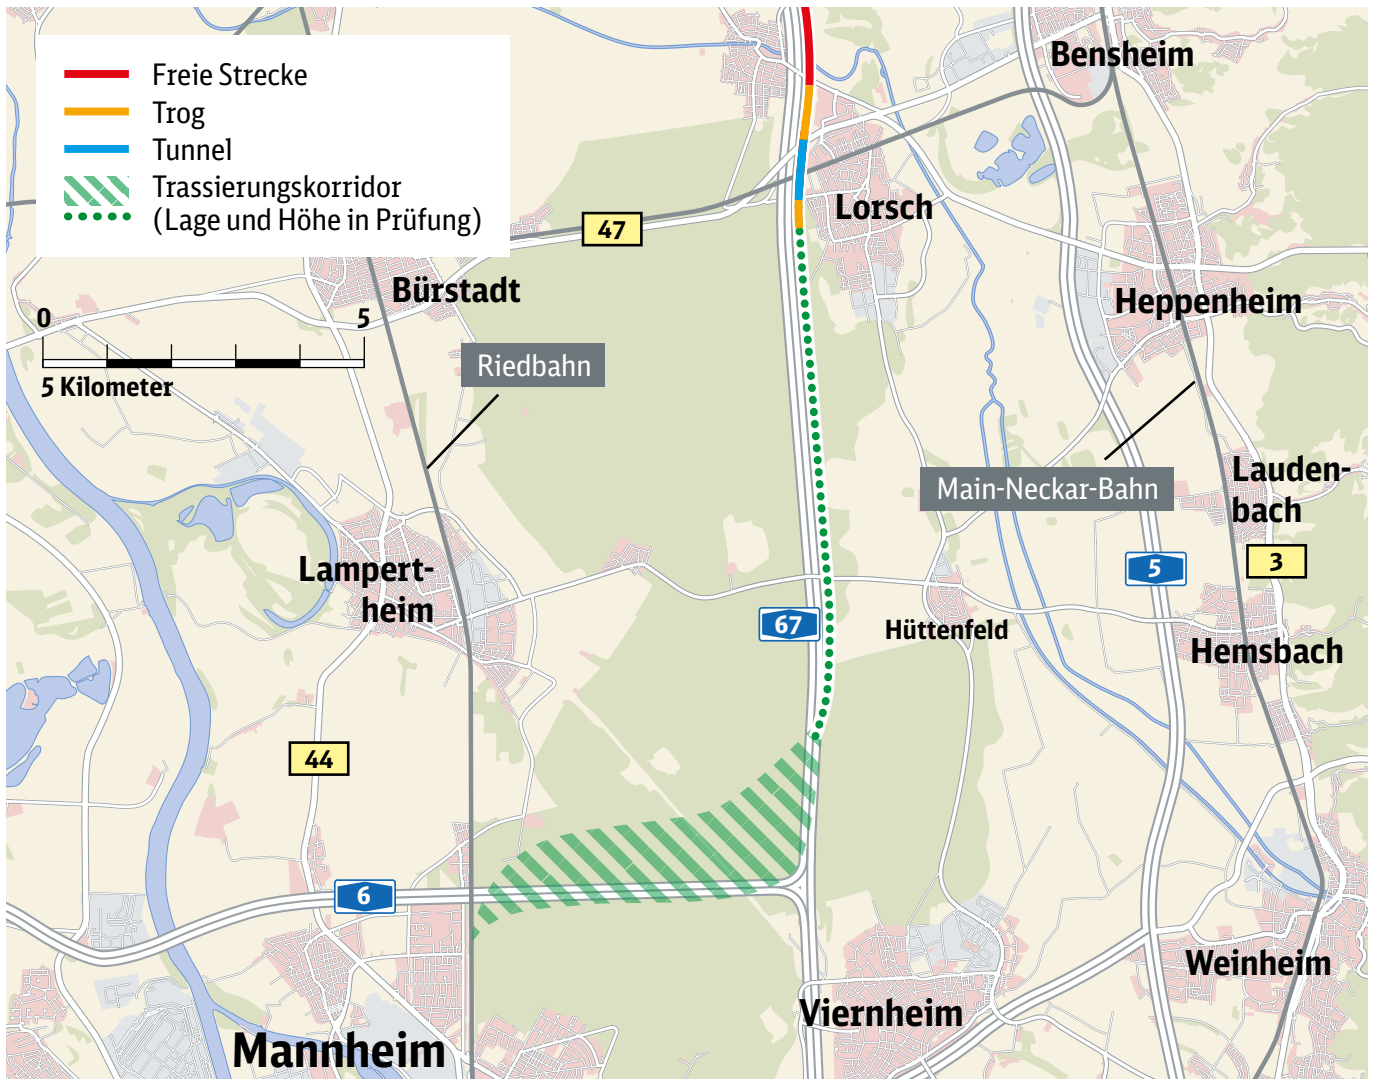 Freie Strecke
Trog
Tunnel
Trassierungskorridor
(Lage und Höhe in Prüfung)
Bensheim
Lorsch
47
Bürstadt
Heppenheim
0
5
5 Kilometer
Riedbahn
Main-Neckar-Bahn
Lauden-
bach
Lampert-
heim
5
3
67
Hüttenfeld
Hemsbach
44
6
Weinheim
Viernheim
Mannheim